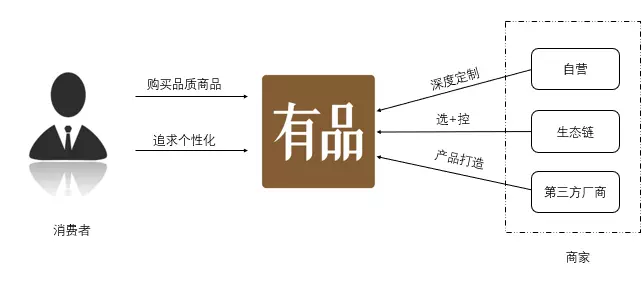 购买品质商品
追求个性化
消费者
有品
深度定制
选+控
产品打造
自营
生态链
第三方厂商
商家